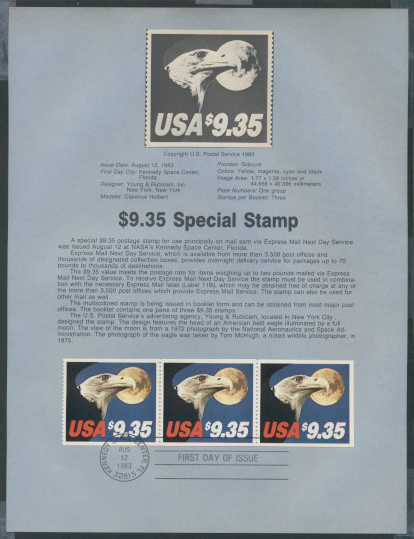 USA $9.35
Copyright U.S. Postal Service 1983
Issue Date: August 12, 1983
First Day City: Kennedy Space Center,
Florida
Designer: Young & Rubicam, Inc.
New York, New York
Modeler: Clarence Holbert
Process: Gravure
Colors: Yellow, magenta, cyan and black
Image Area: 1.77 x 1.59 inches or
44.958 x 40.386 millimeters
Plate Numbers: One group
Stamps per Booklet: Three
$9.35 Special Stamp
A special $9.35 postage stamp for use principally on mail sent via Express Mail Next Day Service
was issued August 12 at NASA's Kennedy Space Center, Florida.
Express Mail Next Day Service, which is available from more than 3,500 post offices and
thousands of designated collection boxes, provides overnight delivery service for packages up to 70
pounds to thousands of destinations.
The $9.35 value meets the postage rate for items weighing up to two pounds mailed via Express
Mail Next Day Service. To receive Express Mail Next Day Service the stamp must be used in combina-
tion with the necessary Express Mail label (Label 11B), which may be obtained free of charge at any of
the more than 3,500 post offices which provide Express Mail Service. The stamp can also be used for
other mail as well.
The multicolored stamp is being issued in booklet form and can be obtained from most major post
offices. The booklet contains one pane of three $9.35 stamps.
The U.S. Postal Service's advertising agency, Young & Rubicam, located in New York City,
designed the stamp. The design features the head of an American bald eagle illuminated by a full
moon. The view of the moon is from a 1972 photograph by the National Aeronautics and Space Ad-
ministration. The photograph of the eagle was taken by Tom McHugh, a noted wildlife photographer, in
1975.
USA $9.35 USA $9.35 USA $9.35
KENNEDY SPACE CENTER, FL
AUG
12
1983
32815
FIRST DAY OF ISSUE